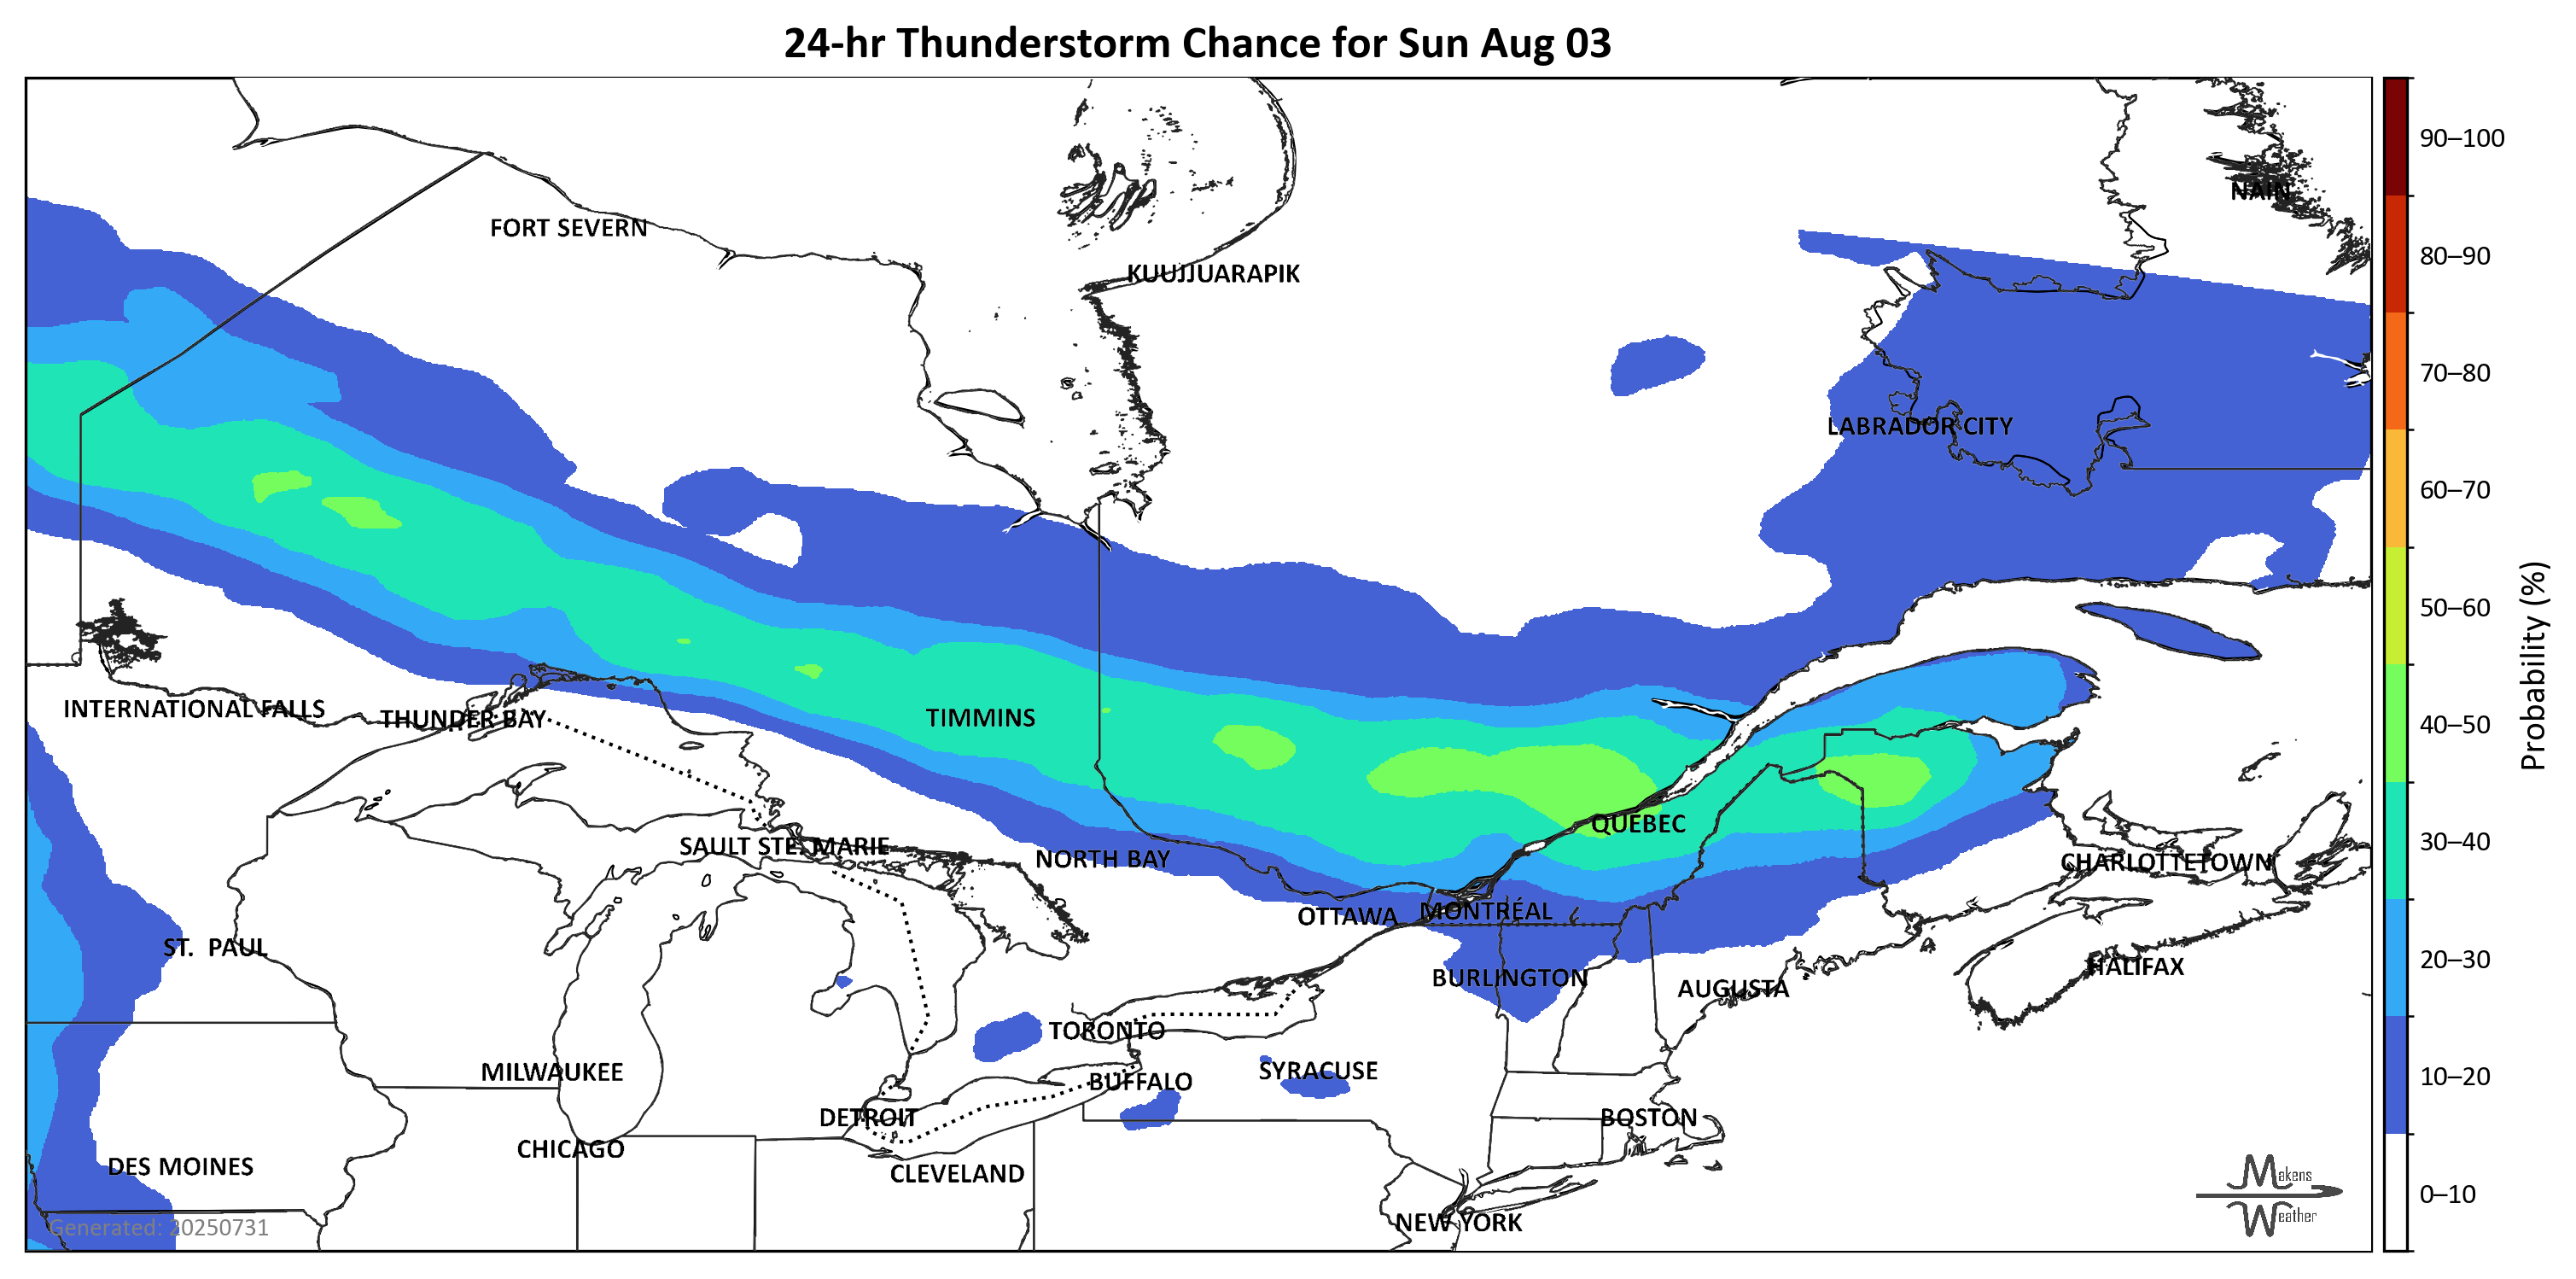 24-hr Thunderstorm Chance for Sun Aug 03
90–100
NAIN
FORT SEVERN
80–90
KUUJJUARAPIK
70–80
LABRADOR CITY
60–70
50–60
INTERNATIONAL FALLS
THUNDER BAY
TIMMINS
40–50
Probability (%)
QUEBEC
SAULT STE. MARIE
30–40
NORTH BAY
CHARLOTTETOWN
OTTAWA
MONTRÉAL
ST. PAUL
20–30
HALIFAX
BURLINGTON
AUGUSTA
TORONTO
MILWAUKEE
SYRACUSE
10–20
BUFFALO
DETROIT
BOSTON
CHICAGO
DES MOINES
CLEVELAND
Makens
Weather
0–10
NEW YORK
Generated: 20250731